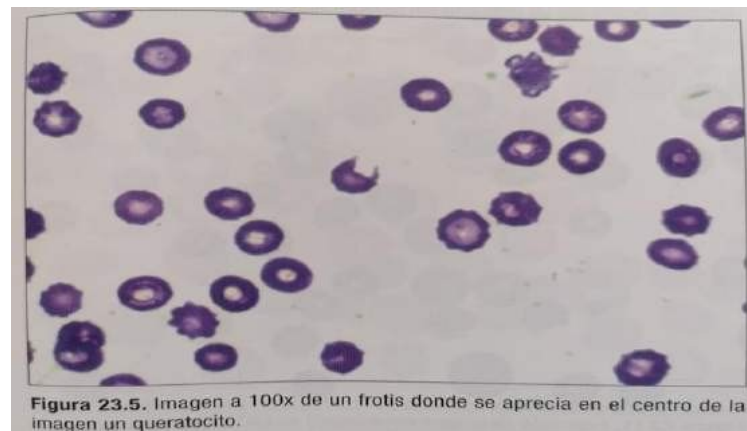 Figura 23.5. Imagen a 100x de un frotis donde se aprecia en el centro de la
imagen un queratocito.